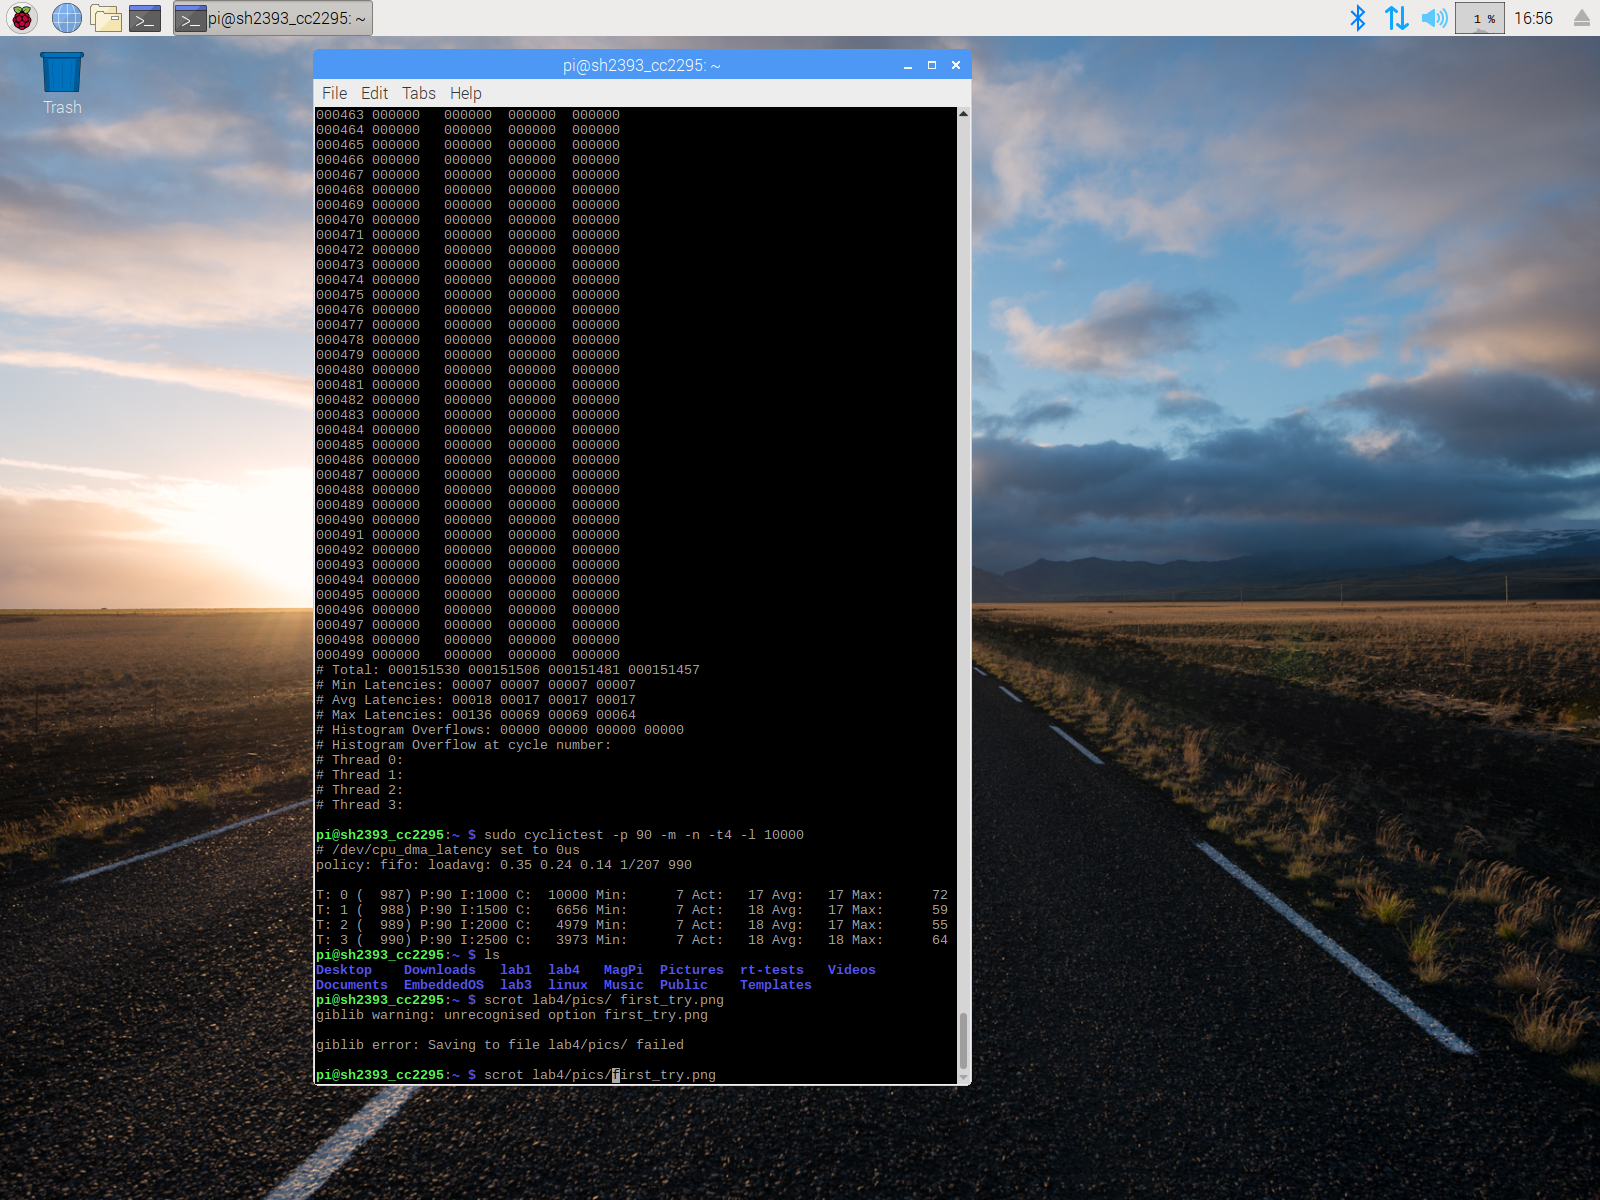 pi@sh2393_cc2295: ~
1 %
16:56
Trash
pi@sh2393_cc2295: ~
File Edit Tabs Help
000463 000000   000000  000000  000000
000464 000000   000000  000000  000000
000465 000000   000000  000000  000000
000466 000000   000000  000000  000000
000467 000000   000000  000000  000000
000468 000000   000000  000000  000000
000469 000000   000000  000000  000000
000470 000000   000000  000000  000000
000471 000000   000000  000000  000000
000472 000000   000000  000000  000000
000473 000000   000000  000000  000000
000474 000000   000000  000000  000000
000475 000000   000000  000000  000000
000476 000000   000000  000000  000000
000477 000000   000000  000000  000000
000478 000000   000000  000000  000000
000479 000000   000000  000000  000000
000480 000000   000000  000000  000000
000481 000000   000000  000000  000000
000482 000000   000000  000000  000000
000483 000000   000000  000000  000000
000484 000000   000000  000000  000000
000485 000000   000000  000000  000000
000486 000000   000000  000000  000000
000487 000000   000000  000000  000000
000488 000000   000000  000000  000000
000489 000000   000000  000000  000000
000490 000000   000000  000000  000000
000491 000000   000000  000000  000000
000492 000000   000000  000000  000000
000493 000000   000000  000000  000000
000494 000000   000000  000000  000000
000495 000000   000000  000000  000000
000496 000000   000000  000000  000000
000497 000000   000000  000000  000000
000498 000000   000000  000000  000000
000499 000000   000000  000000  000000
# Total: 000151530 000151506 000151481 000151457
# Min Latencies: 00007 00007 00007 00007
# Avg Latencies: 00018 00017 00017 00017
# Max Latencies: 00136 00069 00069 00064
# Histogram Overflows: 00000 00000 00000 00000
# Histogram Overflow at cycle number:
# Thread 0:
# Thread 1:
# Thread 2:
# Thread 3:
pi@sh2393_cc2295:~ $ sudo cyclictest -p 90 -m -n -t4 -l 10000
# /dev/cpu_dma_latency set to 0us
policy: fifo: loadavg: 0.35 0.24 0.14 1/207 990
T: 0 (  987) P:90 I:1000 C:  10000 Min:      7 Act:   17 Avg:   17 Max:      72
T: 1 (  988) P:90 I:1500 C:   6656 Min:      7 Act:   18 Avg:   17 Max:      59
T: 2 (  989) P:90 I:2000 C:   4979 Min:      7 Act:   18 Avg:   17 Max:      55
T: 3 (  990) P:90 I:2500 C:   3973 Min:      7 Act:   18 Avg:   18 Max:      64
pi@sh2393_cc2295:~ $ ls
Desktop    Downloads   lab1  lab4   MagPi  Pictures  rt-tests   Videos
Documents  EmbeddedOS  lab3  linux  Music  Public    Templates
pi@sh2393_cc2295:~ $ scrot lab4/pics/ first_try.png
giblib warning: unrecognised option first_try.png
giblib error: Saving to file lab4/pics/ failed
pi@sh2393_cc2295:~ $ scrot lab4/pics/first_try.png